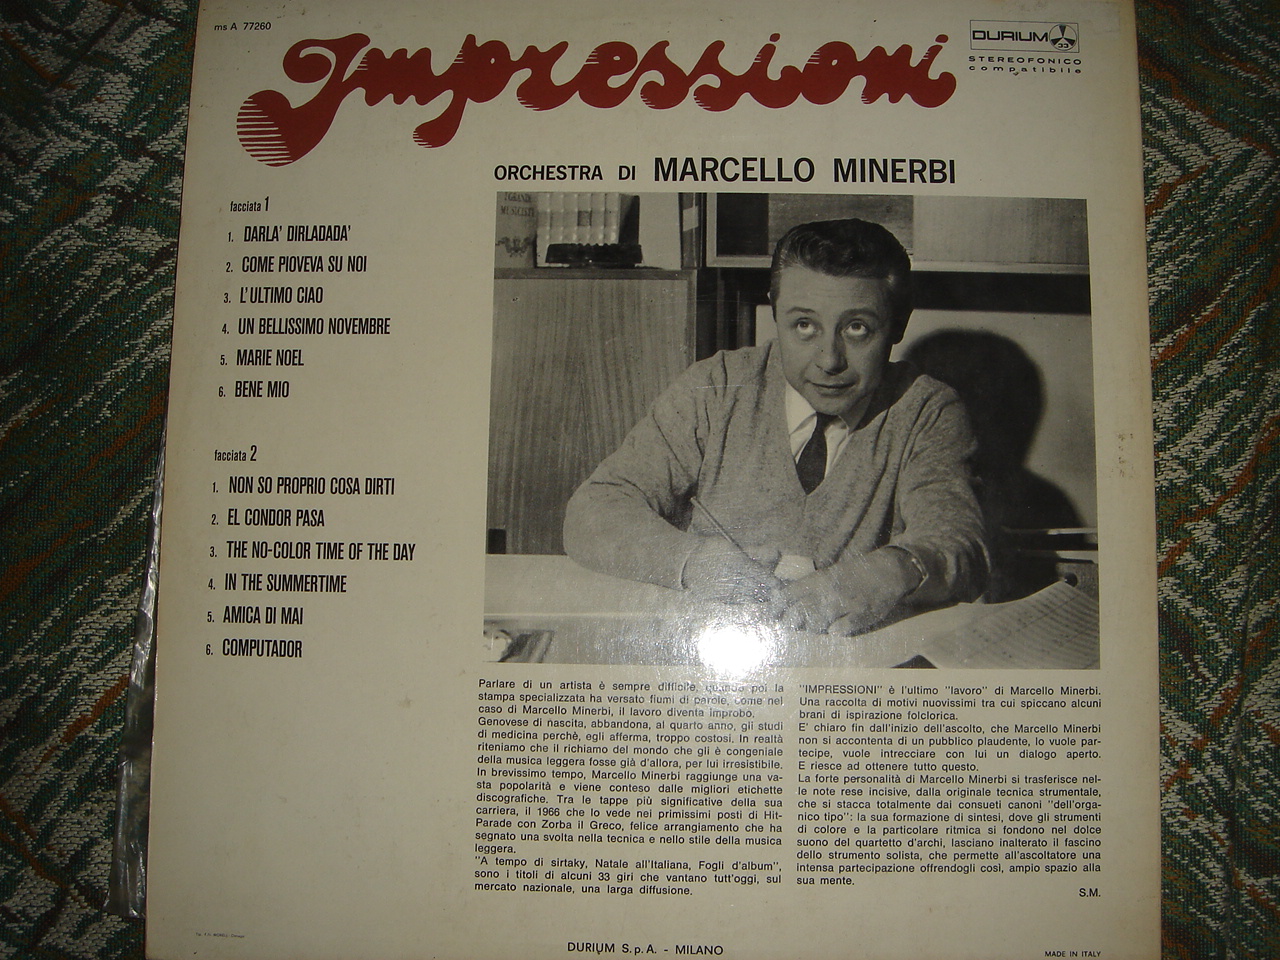 ms A 77260
Impressioni
DURIUM
33
STEREOFONICO
compatibile
ORCHESTRA DI MARCELLO MINERBI
facciata 1
1. DARLA' DIRLADADA'
2. COME PIOVEVA SU NOI
3. L'ULTIMO CIAO
4. UN BELLISSIMO NOVEMBRE
5. MARIE NOEL
6. BENE MIO
facciata 2
1. NON SO PROPRIO COSA DIRTI
2. EL CONDOR PASA
3. THE NO-COLOR TIME OF THE DAY
4. IN THE SUMMERTIME
5. AMICA DI MAI
6. COMPUTADOR
I GRANDI
MUSICISTI
Parlare di un artista è sempre difficile, quando poi la
stampa specializzata ha versato fiumi di parole, come nel
caso di Marcello Minerbi, il lavoro diventa improbo.
Genovese di nascita, abbandona, al quarto anno, gli studi
di medicina perchè, egli afferma, troppo costosi. In realtà
riteniamo che il richiamo del mondo che gli è congeniale
della musica leggera fosse già d'allora, per lui irresistibile.
In brevissimo tempo, Marcello Minerbi raggiunge una va-
sta popolarità e viene conteso dalle migliori etichette
discografiche. Tra le tappe più significative della sua
carriera, il 1966 che lo vede nei primissimi posti di Hit-
Parade con Zorba il Greco, felice arrangiamento che ha
segnato una svolta nella tecnica e nello stile della musica
leggera.
"A tempo di sirtaky, Natale all'Italiana, Fogli d'album",
sono i titoli di alcuni 33 giri che vantano tutt'oggi, sul
mercato nazionale, una larga diffusione.
"IMPRESSIONI" è l'ultimo "lavoro" di Marcello Minerbi.
Una raccolta di motivi nuovissimi tra cui spiccano alcuni
brani di ispirazione folclorica.
E' chiaro fin dall'inizio dell'ascolto, che Marcello Minerbi
non si accontenta di un pubblico plaudente, lo vuole par-
tecipe, vuole intrecciare con lui un dialogo aperto.
E riesce ad ottenere tutto questo.
La forte personalità di Marcello Minerbi si trasferisce nel-
le note rese incisive, dalla originale tecnica strumentale,
che si stacca totalmente dai consueti canoni "dell'orga-
nico tipo": la sua formazione di sintesi, dove gli strumenti
di colore e la particolare ritmica si fondono nel dolce
suono del quartetto d'archi, lasciano inalterato il fascino
dello strumento solista, che permette all'ascoltatore una
intensa partecipazione offrendogli così, ampio spazio alla
sua mente.
S.M.
DURIUM S.p.A. - MILANO
MADE IN ITALY